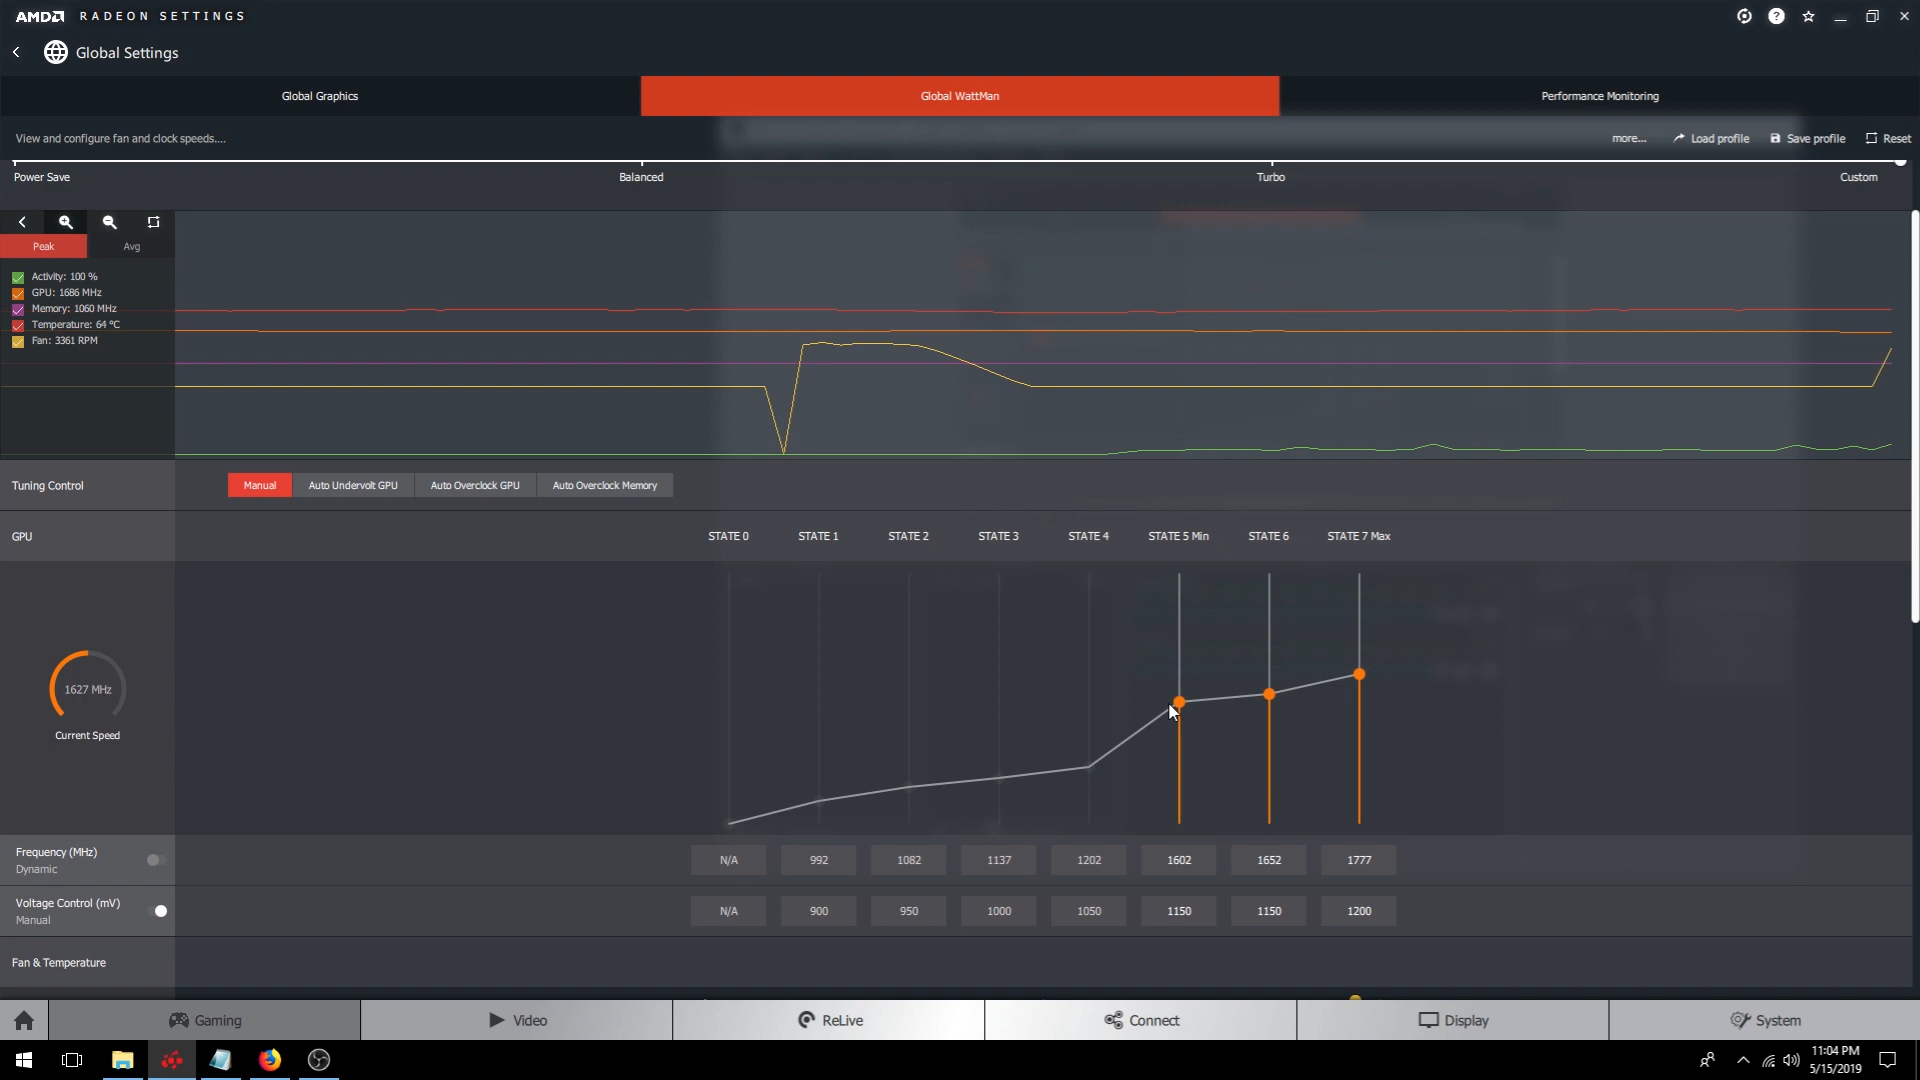 AMD RADEON SETTINGS
Global Settings
Global Graphics Global WattMan Performance Monitoring
View and configure fan and clock speeds.... more... Load profile Save profile Reset
Power Save Balanced Turbo Custom
Peak Avg
Activity: 100 %
GPU: 1686 MHz
Memory: 1060 MHz
Temperature: 64 °C
Fan: 3361 RPM
Tuning Control Manual Auto Undervolt GPU Auto Overclock GPU Auto Overclock Memory
GPU STATE 0 STATE 1 STATE 2 STATE 3 STATE 4 STATE 5 Min STATE 6 STATE 7 Max
1627 MHz
Current Speed
Frequency (MHz)
Dynamic
N/A 992 1082 1137 1202 1602 1652 1777
Voltage Control (mV)
Manual
N/A 900 950 1000 1050 1150 1150 1200
Fan & Temperature
Gaming Video ReLive Connect Display System
11:04 PM
5/15/2019